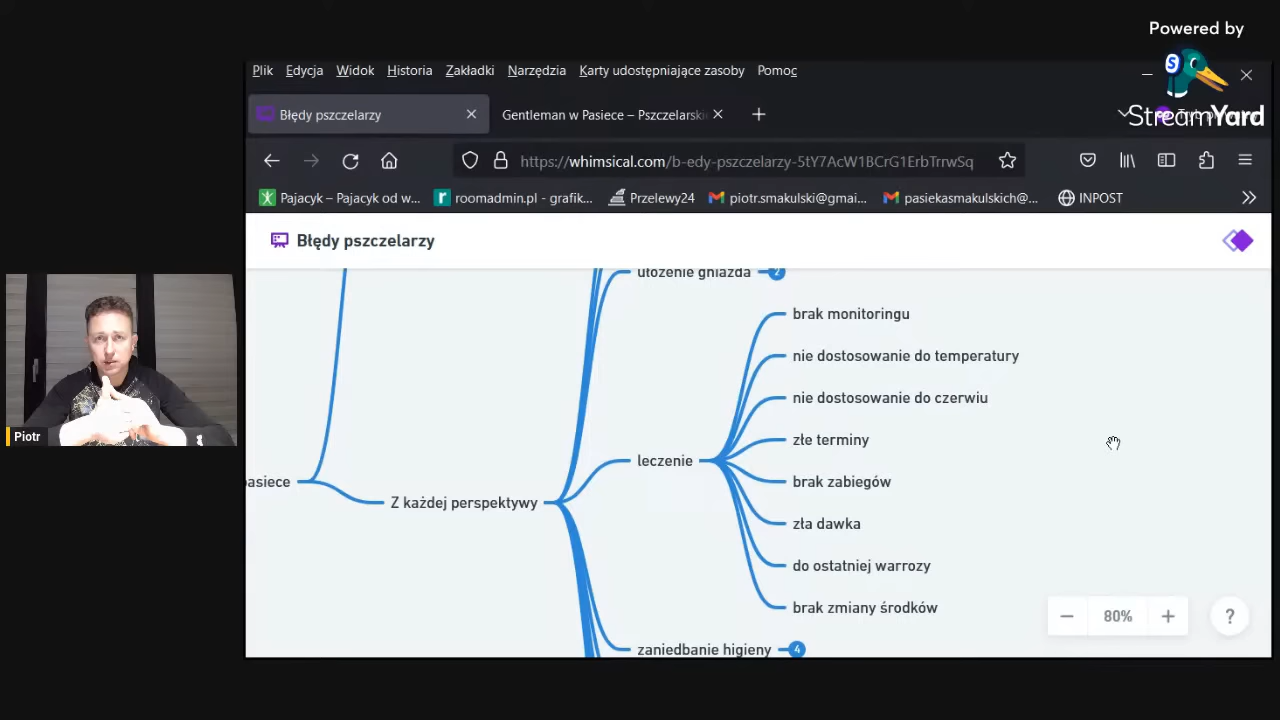 Powered by
StreamYard
Plik Edycja Widok Historia Zakładki Narzędzia Karty udostępniające zasoby Pomoc
Błędy pszczelarzy
Gentleman w Pasiece – Pszczelarski
https://whimsical.com/b-edy-pszczelarzy-5tY7AcW1BCrG1ErbTrrwSq
Pajacyk – Pajacyk od w... roomadmin.pl - grafik... Przelewy24 piotr.smakulski@gmai... pasiekasmakulskich@... INPOST
Błędy pszczelarzy
ułożenie gniazda 2
brak monitoringu
nie dostosowanie do temperatury
nie dostosowanie do czerwiu
złe terminy
leczenie
brak zabiegów
pasiece
Z każdej perspektywy
zła dawka
do ostatniej warrozy
brak zmiany środków
zaniedbanie higieny 4
80%
?
Piotr